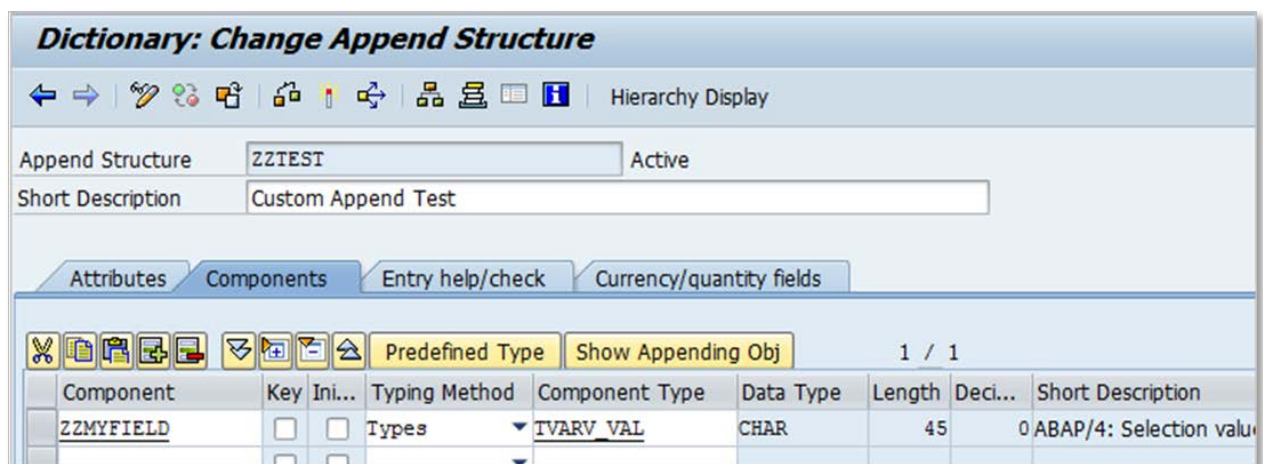 Dictionary: Change Append Structure
Hierarchy Display
Append Structure ZZTEST Active
Short Description Custom Append Test
Attributes Components Entry help/check Currency/quantity fields
Predefined Type Show Appending Obj 1 / 1
Component Key Ini... Typing Method Component Type Data Type Length Deci... Short Description
ZZMYFIELD Types TVARV_VAL CHAR 45 0 ABAP/4: Selection value